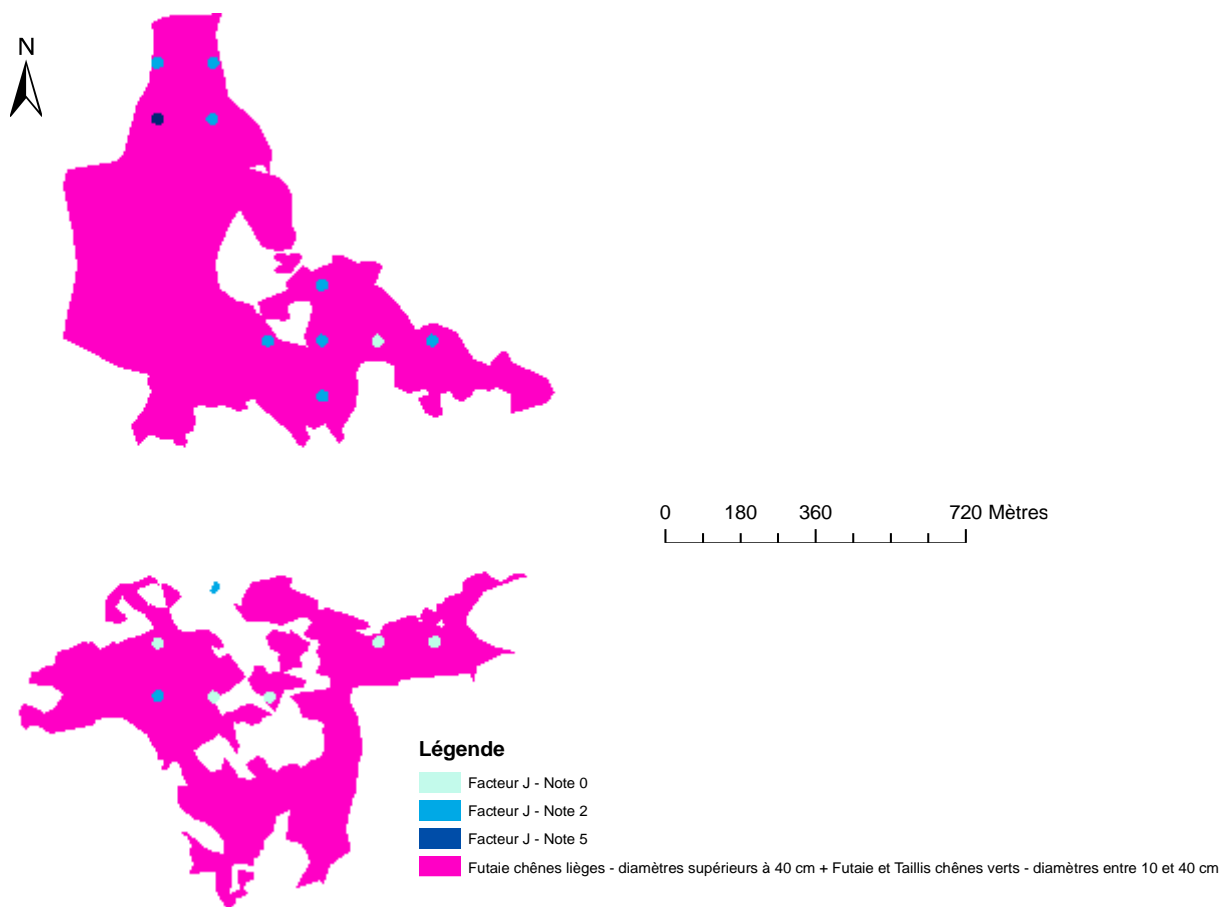 N
0 180 360 720 Mètres
Légende
Facteur J - Note 0
Facteur J - Note 2
Facteur J - Note 5
Futaie chênes lièges - diamètres supérieurs à 40 cm + Futaie et Taillis chênes verts - diamètres entre 10 et 40 cm